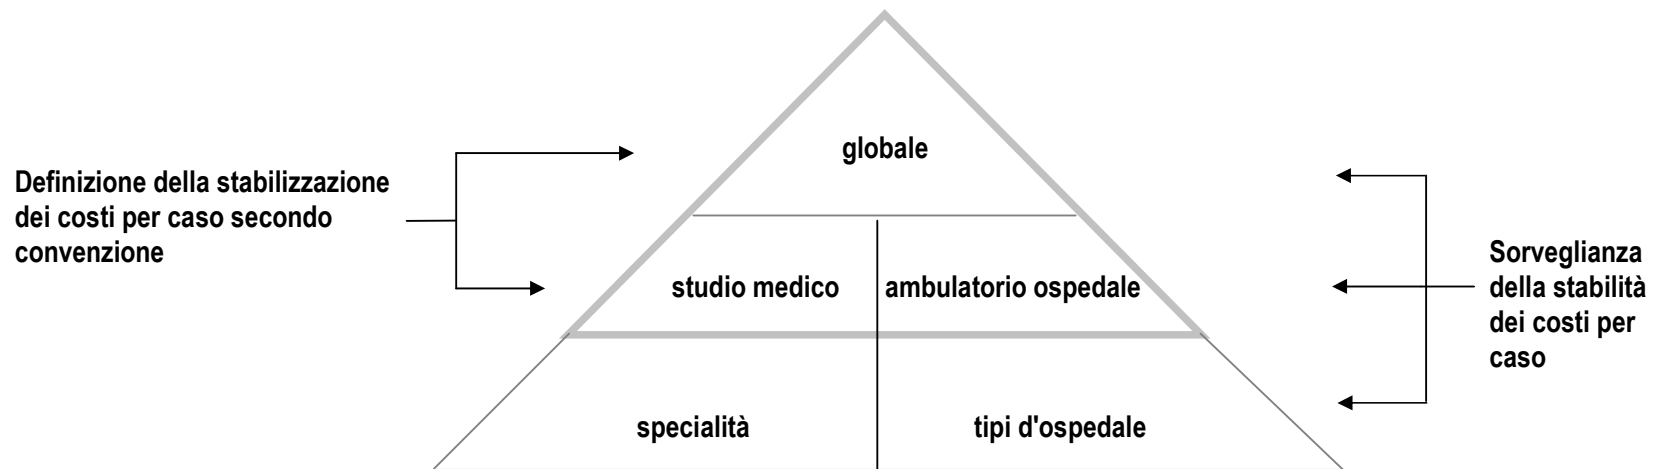 globale
Definizione della stabilizzazione
dei costi per caso secondo
convenzione
studio medico
ambulatorio ospedale
Sorveglianza
della stabilità
dei costi per
caso
specialità
tipi d'ospedale